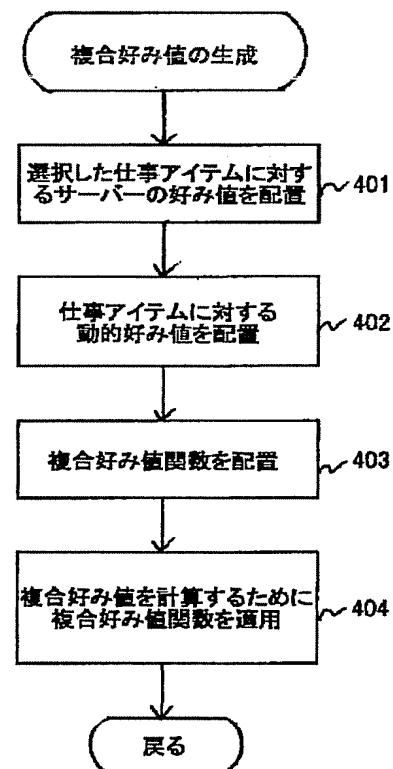 複合好み値の生成
選択した仕事アイテムに対す
るサーバーの好み値を配置
401
仕事アイテムに対する
動的好み値を配置
402
複合好み値関数を配置
403
複合好み値を計算するために
複合好み値関数を適用
404
戻る